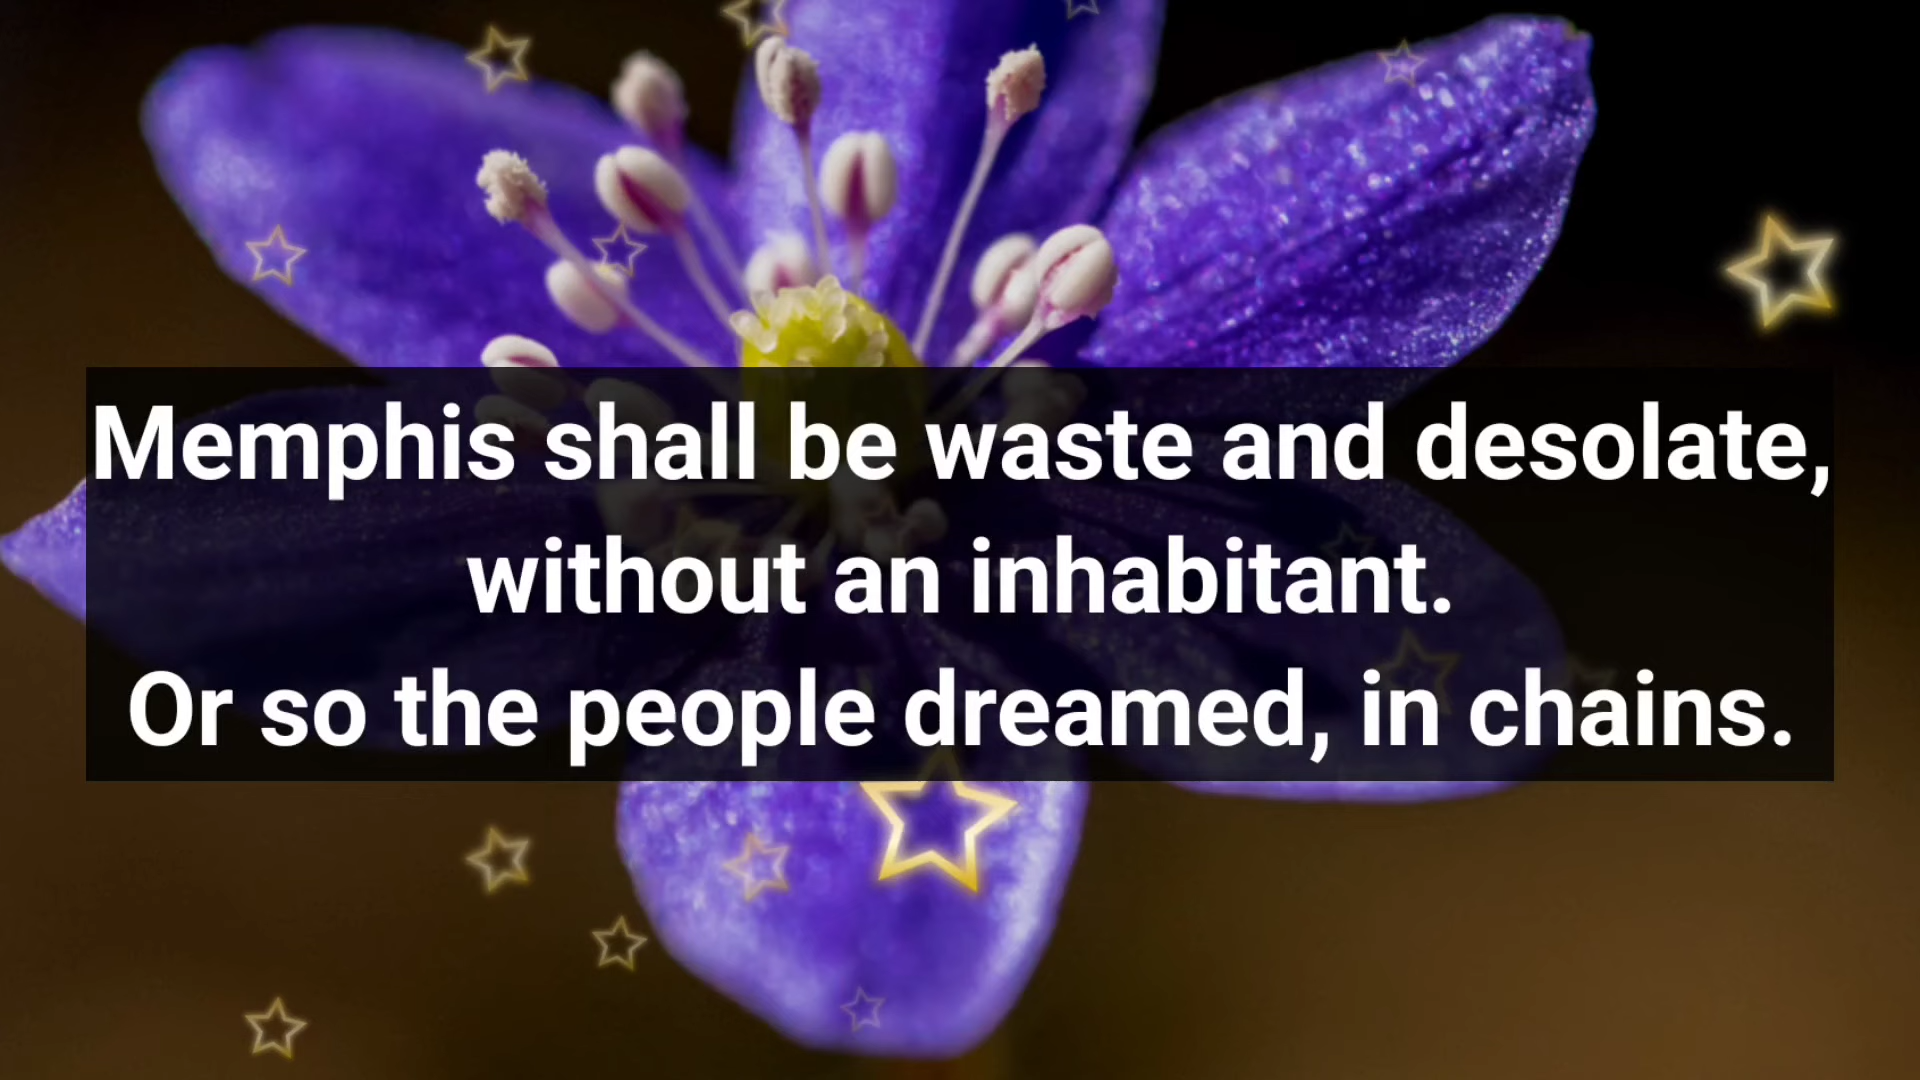 Memphis shall be waste and desolate,
without an inhabitant.
Or so the people dreamed, in chains.